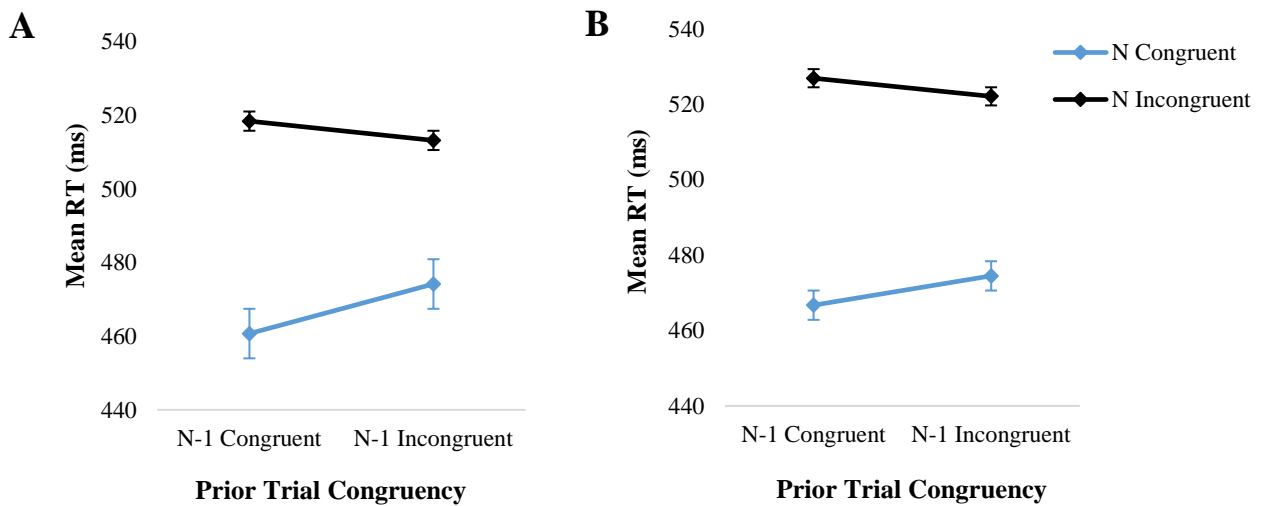 A
Mean RT (ms)
540
520
500
480
460
440
N-1 Congruent
N-1 Incongruent
Prior Trial Congruency
B
Mean RT (ms)
540
520
500
480
460
440
N-1 Congruent
N-1 Incongruent
Prior Trial Congruency
N Congruent
N Incongruent